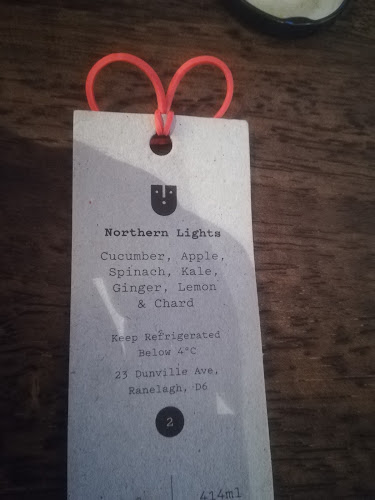 Northern Lights
Cucumber, Apple,
Spinach, Kale,
Ginger, Lemon
& Chard
Keep Refrigerated
Below 4°C
23 Dunville Ave,
Ranelagh, D6
2
414ml